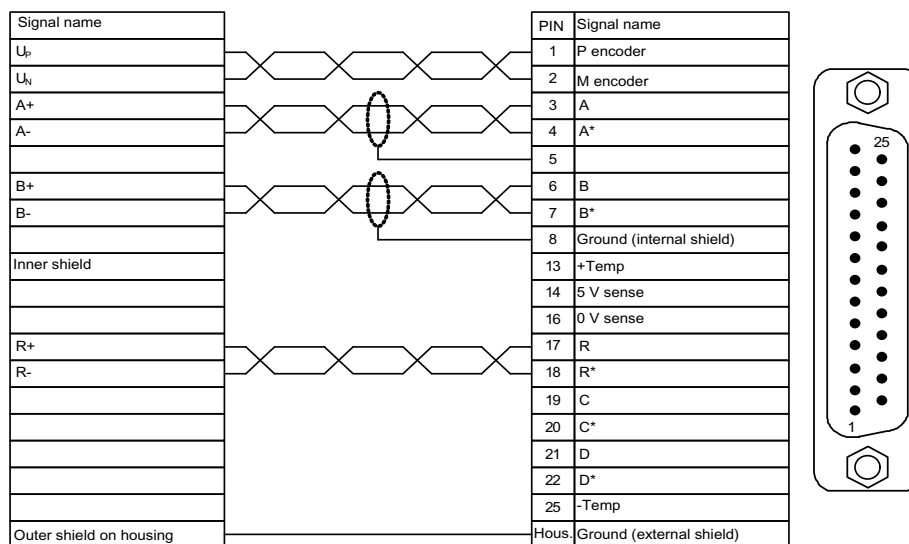 Signal name PIN Signal name
UP 1 P encoder
UN 2 M encoder
A+ 3 A
A- 4 A*
5
B+ 6 B
B- 7 B*
8 Ground (internal shield)
Inner shield 13 +Temp
14 5 V sense
16 0 V sense
R+ 17 R
R- 18 R*
19 C
20 C*
21 D
22 D*
25 -Temp
Outer shield on housing Hous. Ground (external shield)
25
1